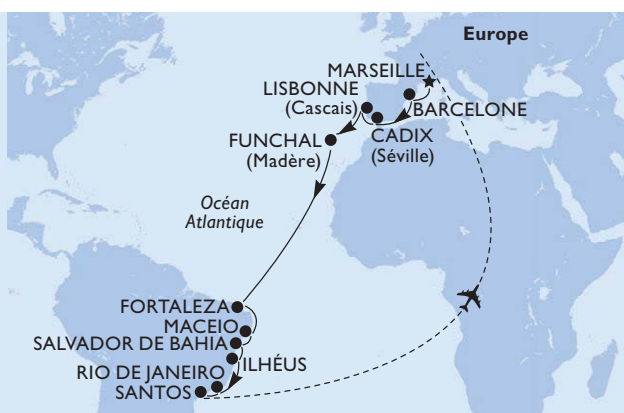 Europe
MARSEILLE
LISBONNE
(Cascais)
BARCELONE
CADIX
(Séville)
FUNCHAL
(Madère)
Océan
Atlantique
FORTALEZA
MACEIO
SALVADOR DE BAHIA
ILHÉUS
RIO DE JANEIRO
SANTOS